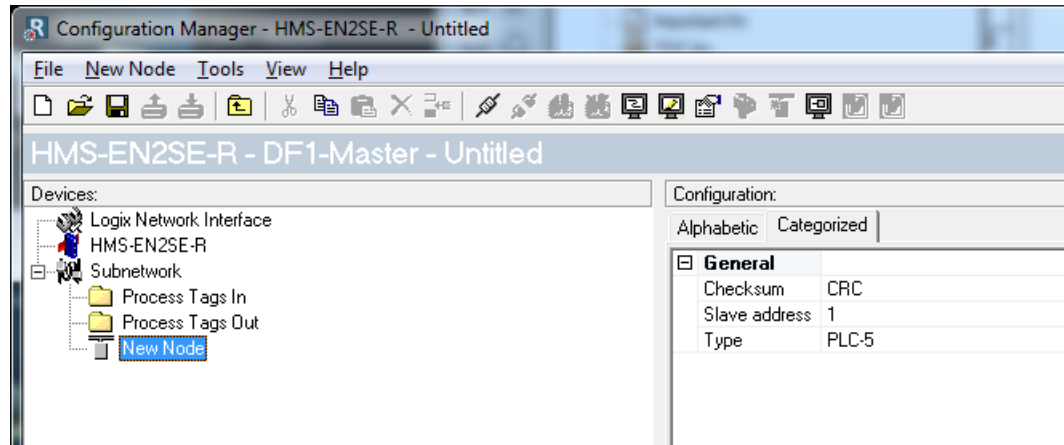 Configuration Manager - HMS-EN2SE-R - Untitled
File New Node Tools View Help
HMS-EN2SE-R - DF1-Master - Untitled
Devices:
Logix Network Interface
HMS-EN2SE-R
Subnetwork
Process Tags In
Process Tags Out
New Node
Configuration:
Alphabetic Categorized
General
Checksum CRC
Slave address 1
Type PLC-5